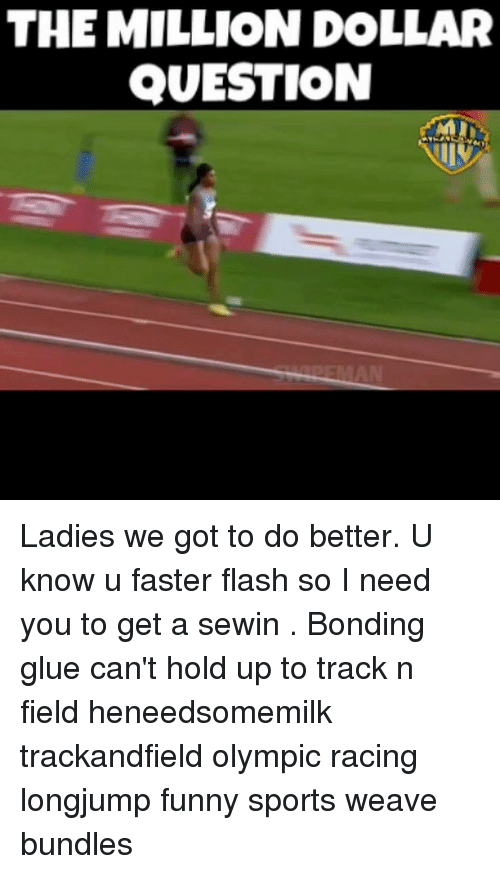 THE MILLION DOLLAR
QUESTION
SWIPEMAN
Ladies we got to do better. U
know u faster flash so I need
you to get a sewin . Bonding
glue can't hold up to track n
field heneedsomemilk
trackandfield olympic racing
longjump funny sports weave
bundles